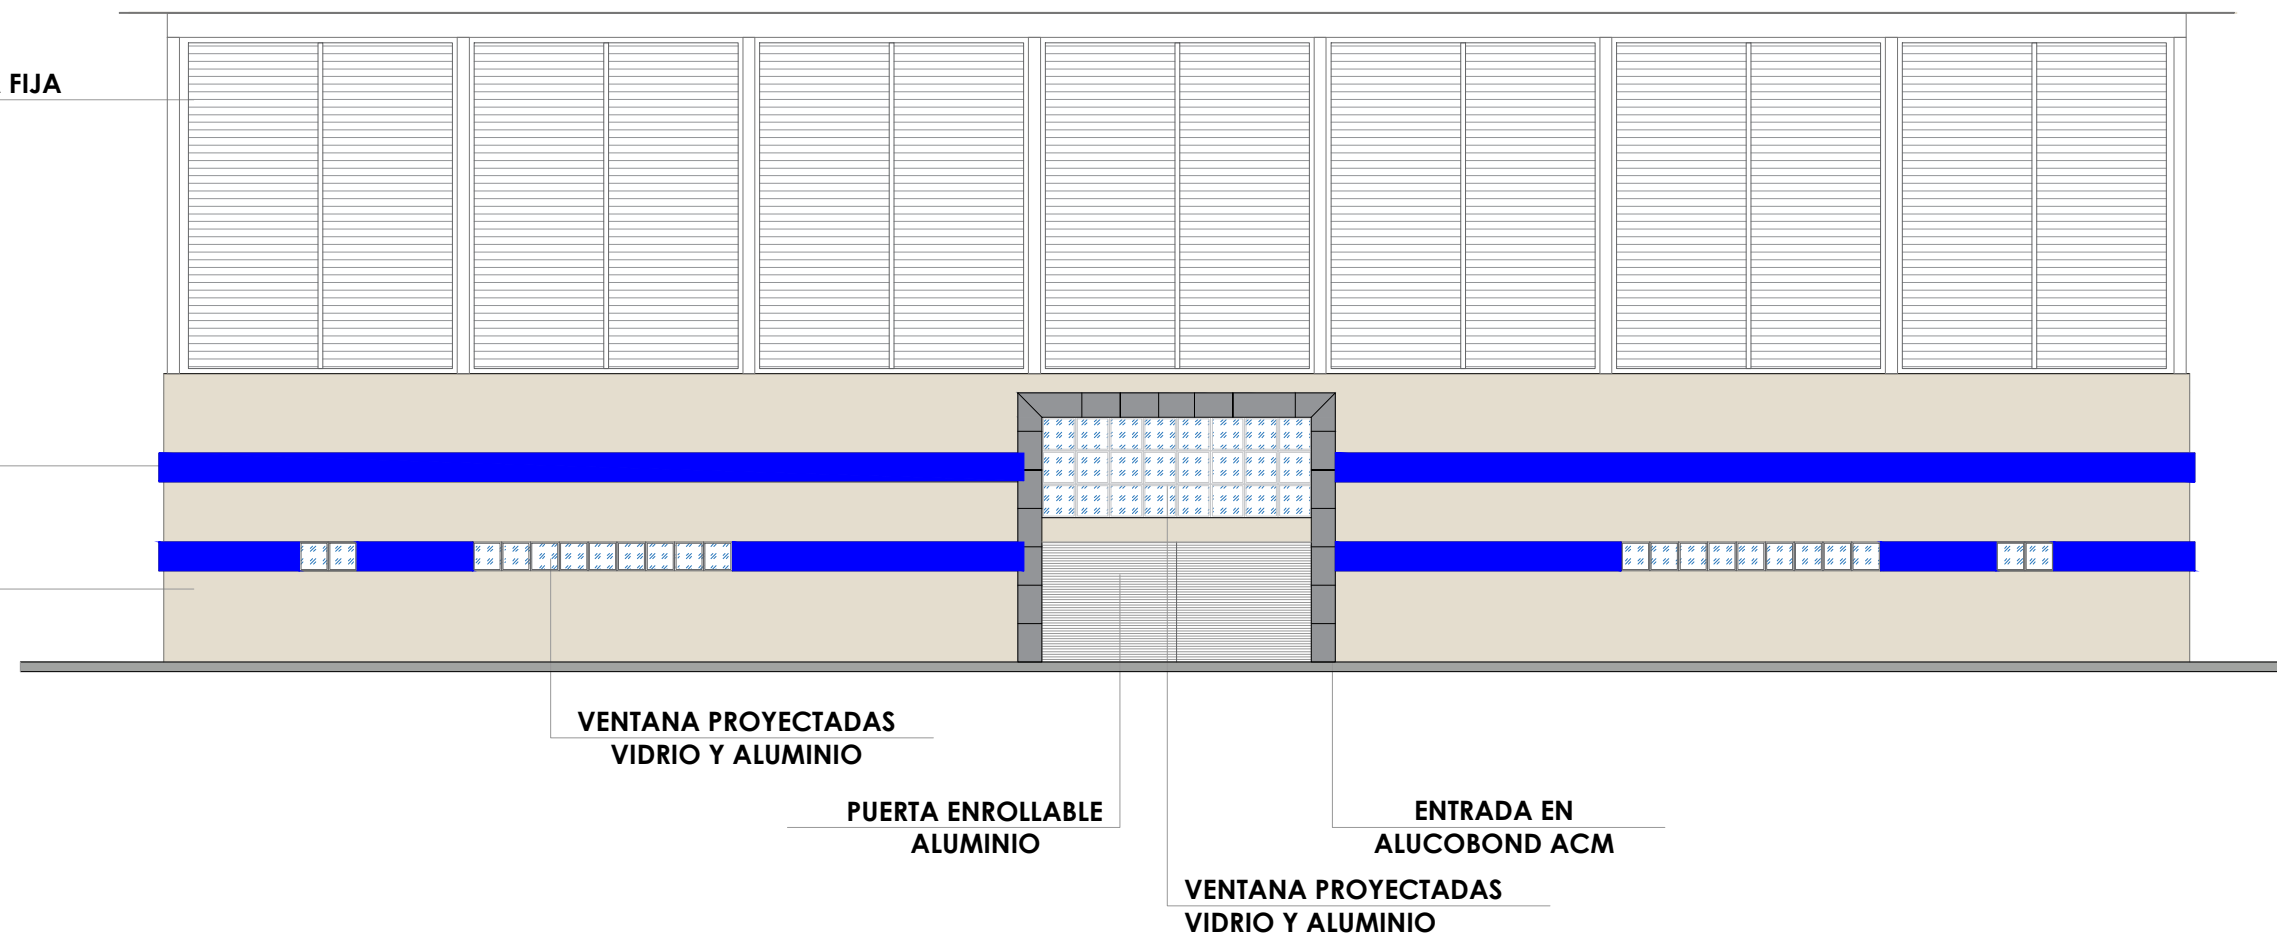 FIJA
VENTANA PROYECTADAS
VIDRIO Y ALUMINIO
PUERTA ENROLLABLE
ALUMINIO
ENTRADA EN
ALUCOBOND ACM
VENTANA PROYECTADAS
VIDRIO Y ALUMINIO